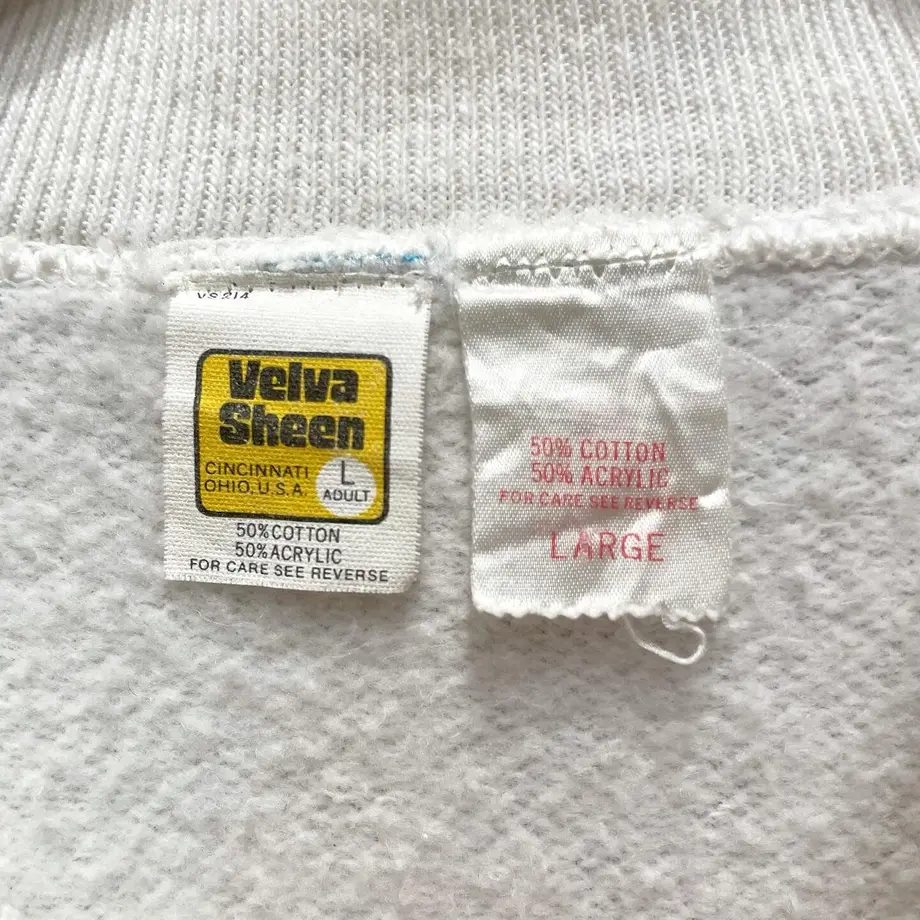 Velva
Sheen
CINCINNATI
OHIO, U.S.A.
L
ADULT
50% COTTON
50% ACRYLIC
FOR CARE SEE REVERSE
50% COTTON
50% ACRYLIC
FOR CARE SEE REVERSE
LARGE